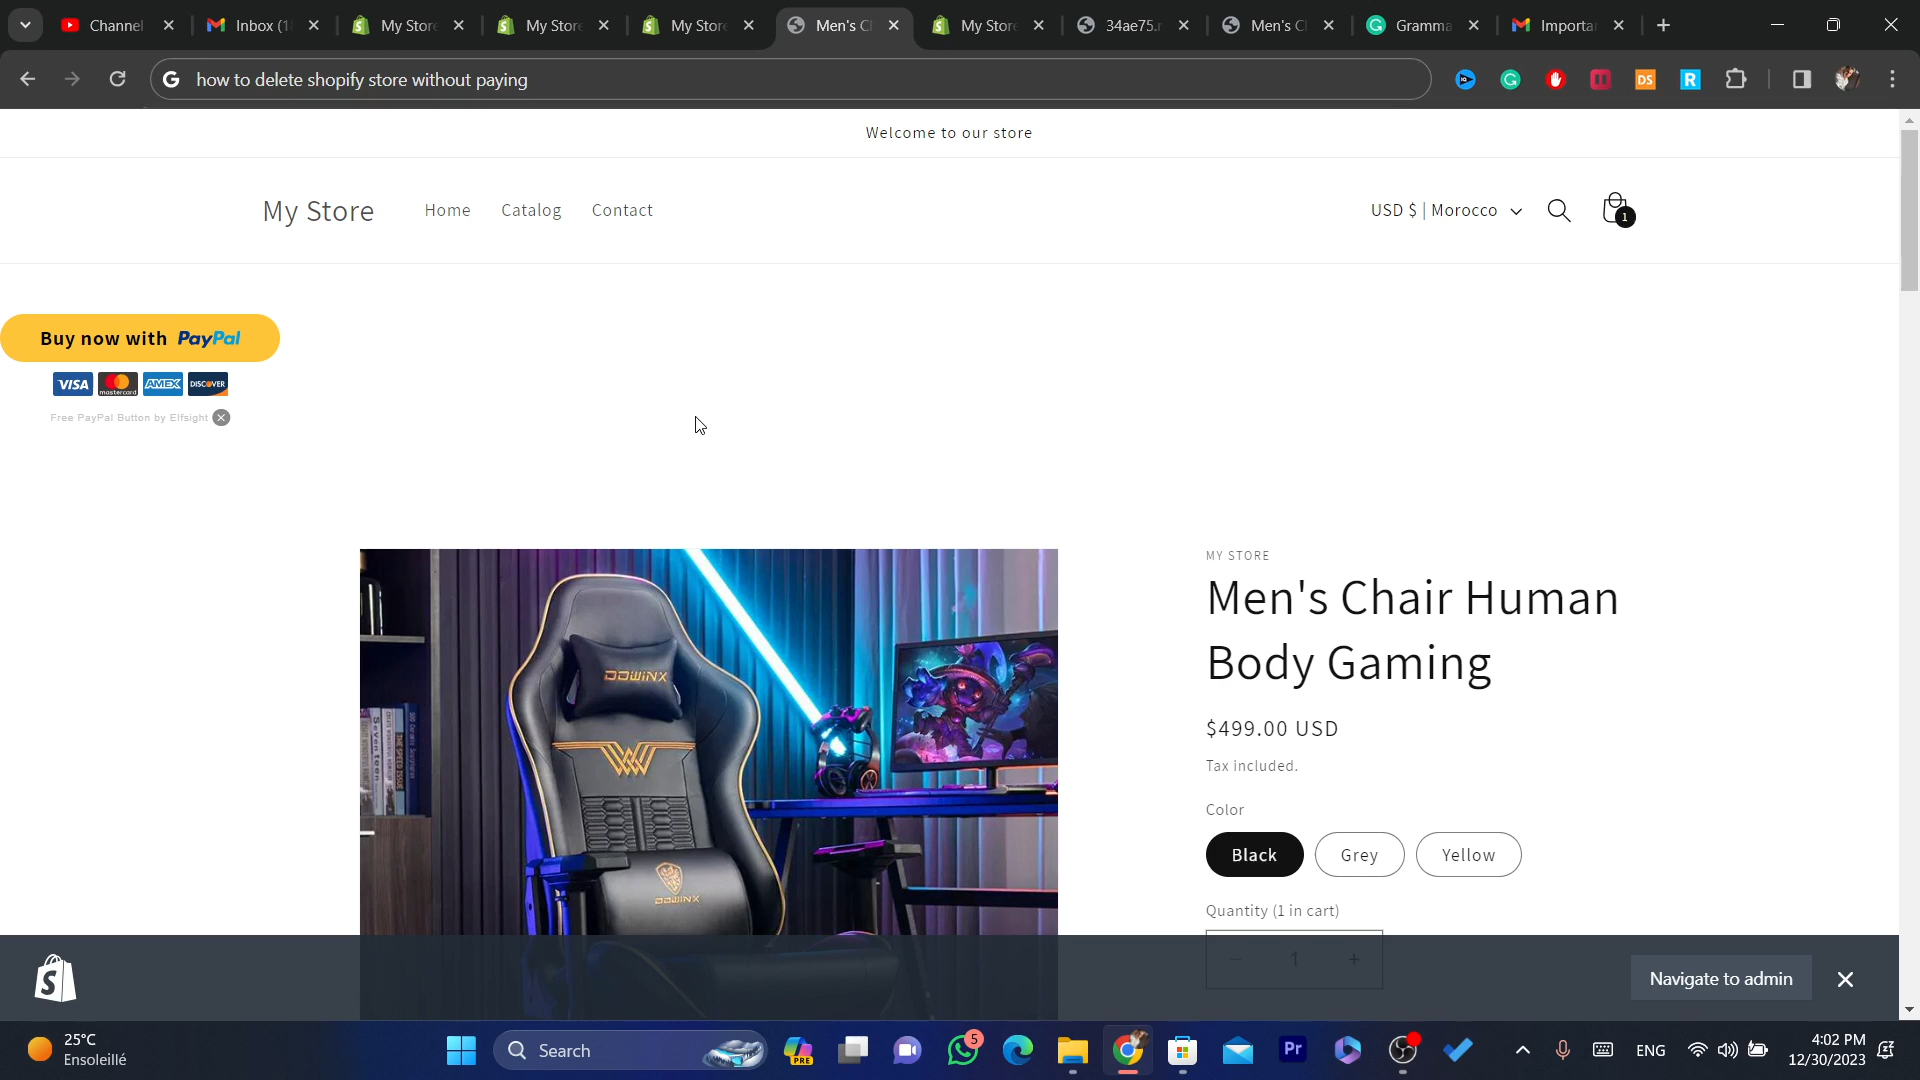 Channel
Inbox (1
My Store
My Store
My Store
Men's C
My Store
34ae75.
Men's C
Gramma
Importa
how to delete shopify store without paying
Welcome to our store
My Store
Home
Catalog
Contact
USD $ | Morocco
1
Buy now with PayPal
VISA
mastercard
AMEX
DISCOVER
Free PayPal Button by Elfsight
DOWINX
DOWINX
MY STORE
Men's Chair Human
Body Gaming
$499.00 USD
Tax included.
Color
Black
Grey
Yellow
Quantity (1 in cart)
1
Navigate to admin
25°C
Ensoleillé
Search
PRE
5
Pr
ENG
4:02 PM
12/30/2023